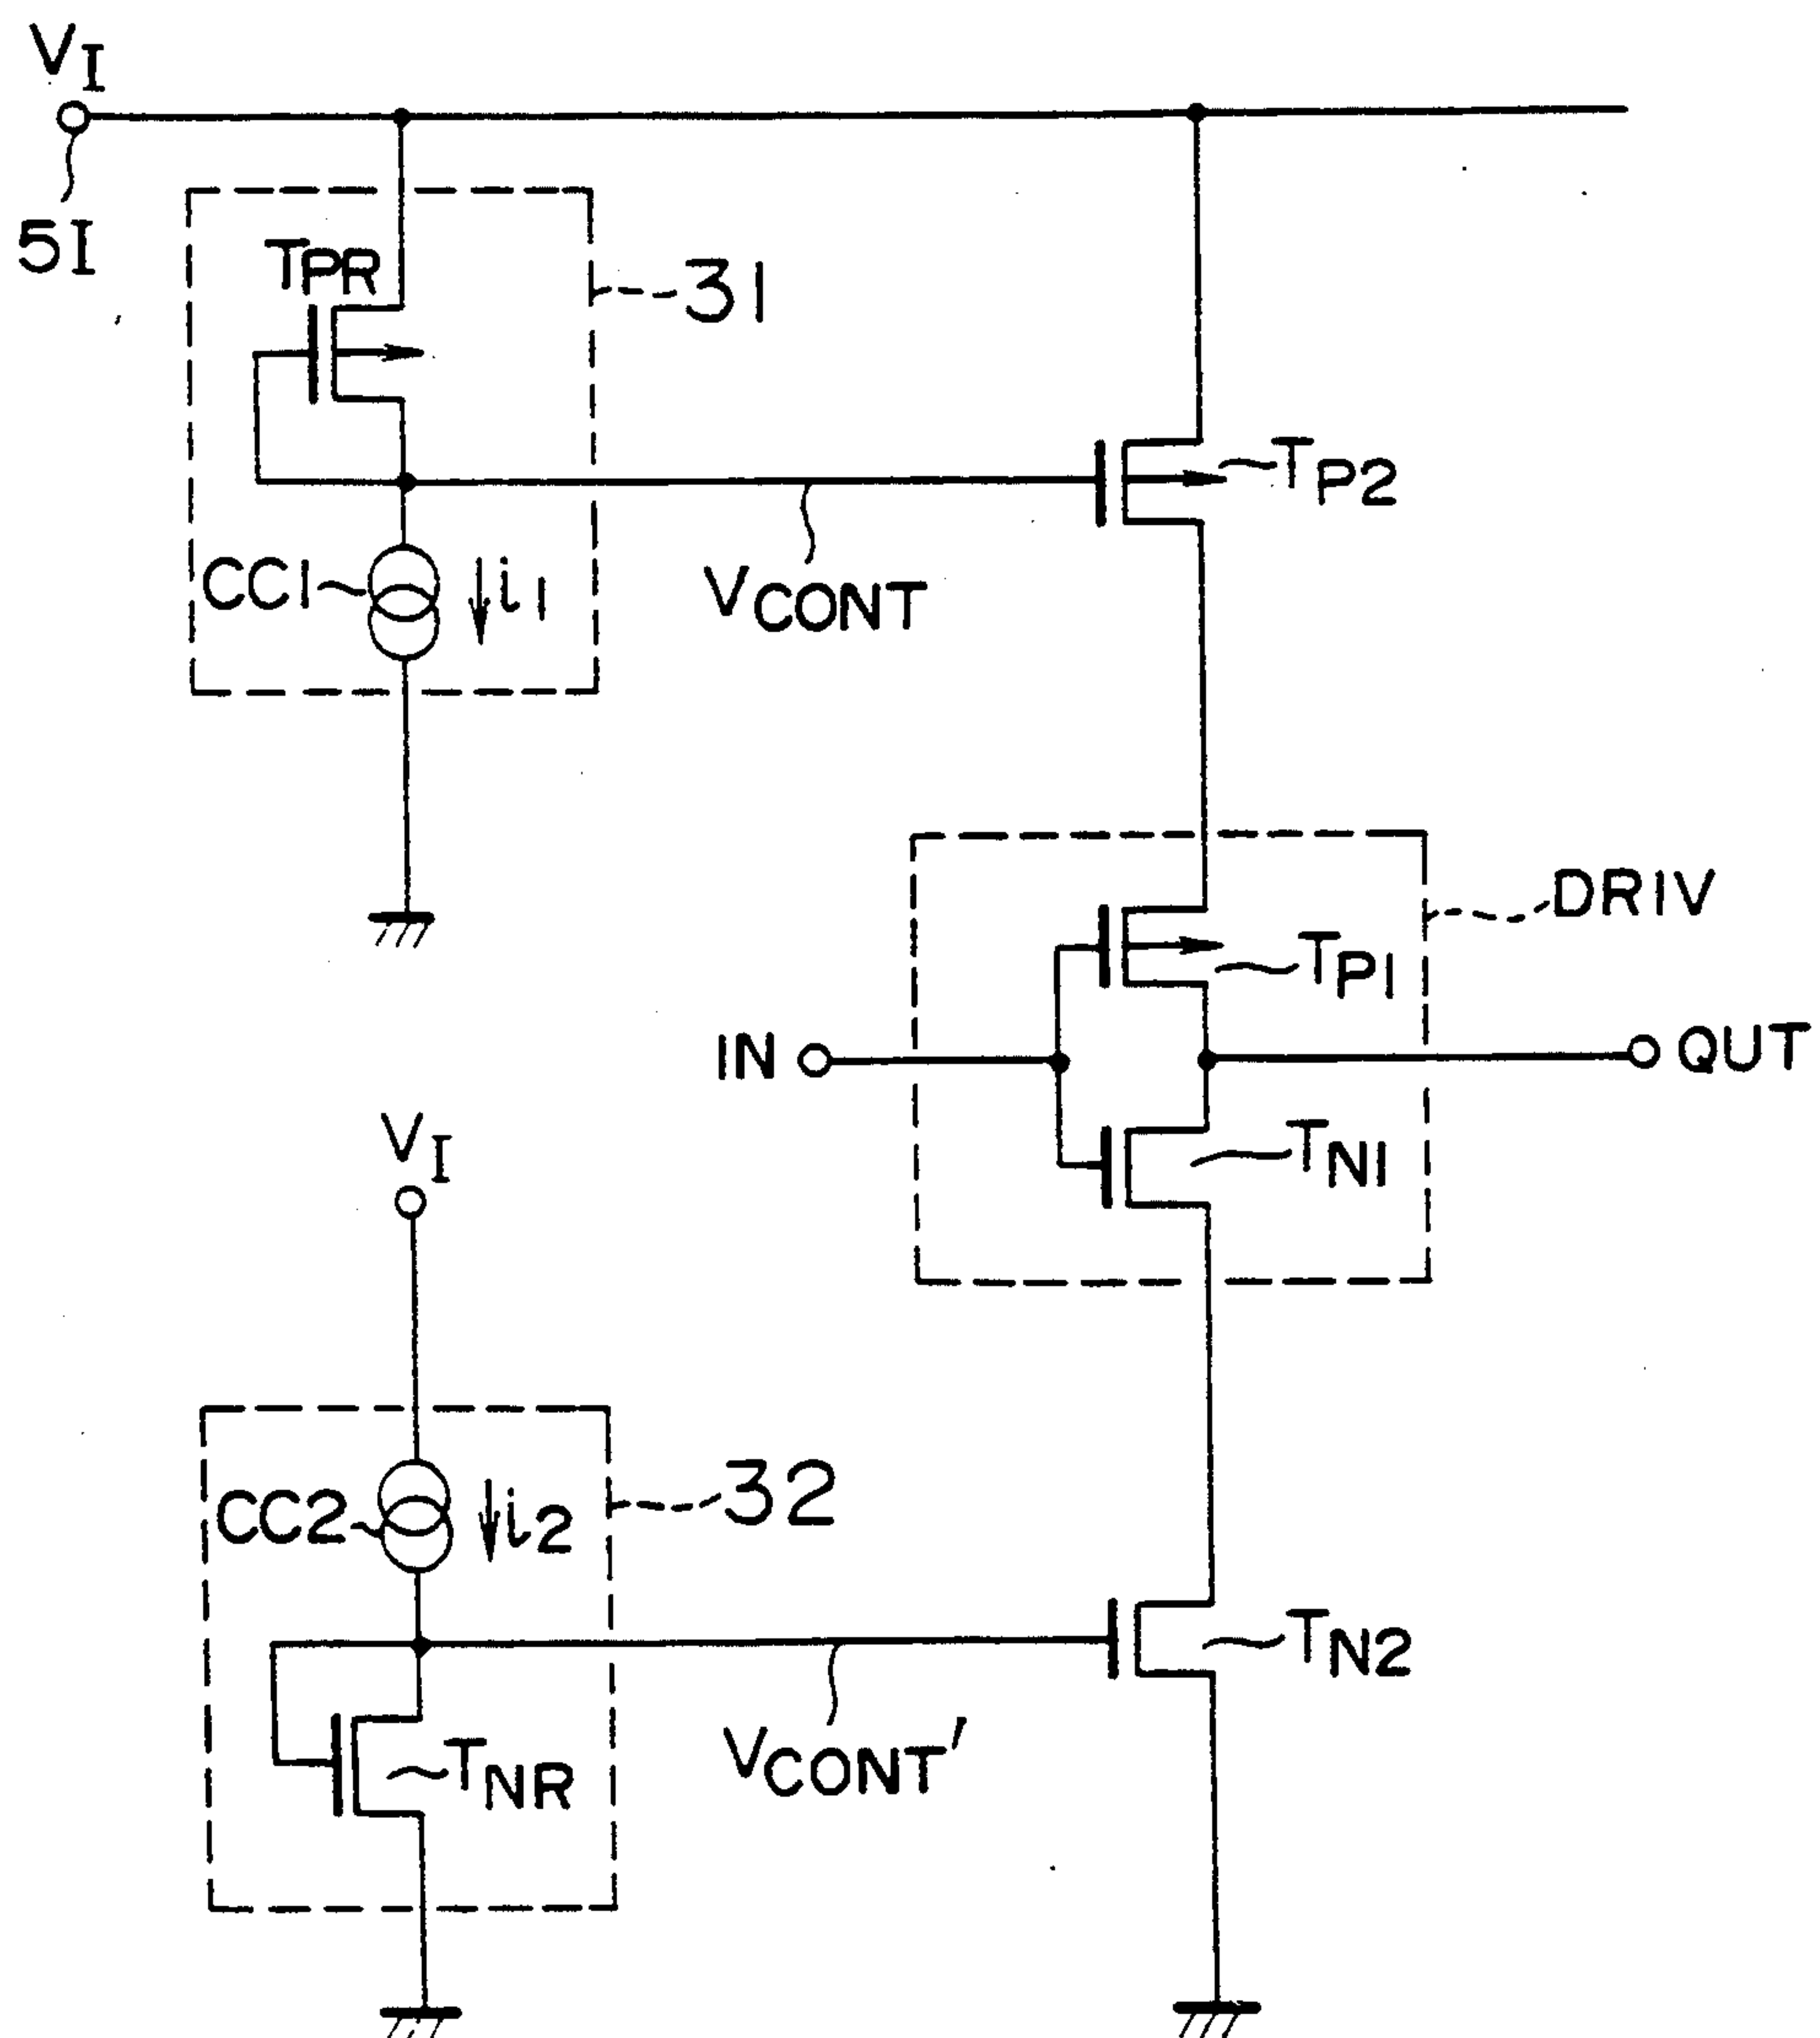 VI
5I
TPR
31
TP2
CC1
i1
VCONT
DRIV
TP1
IN
QUT
TN1
VI
CC2
i2
32
TN2
VCONT'
TNR